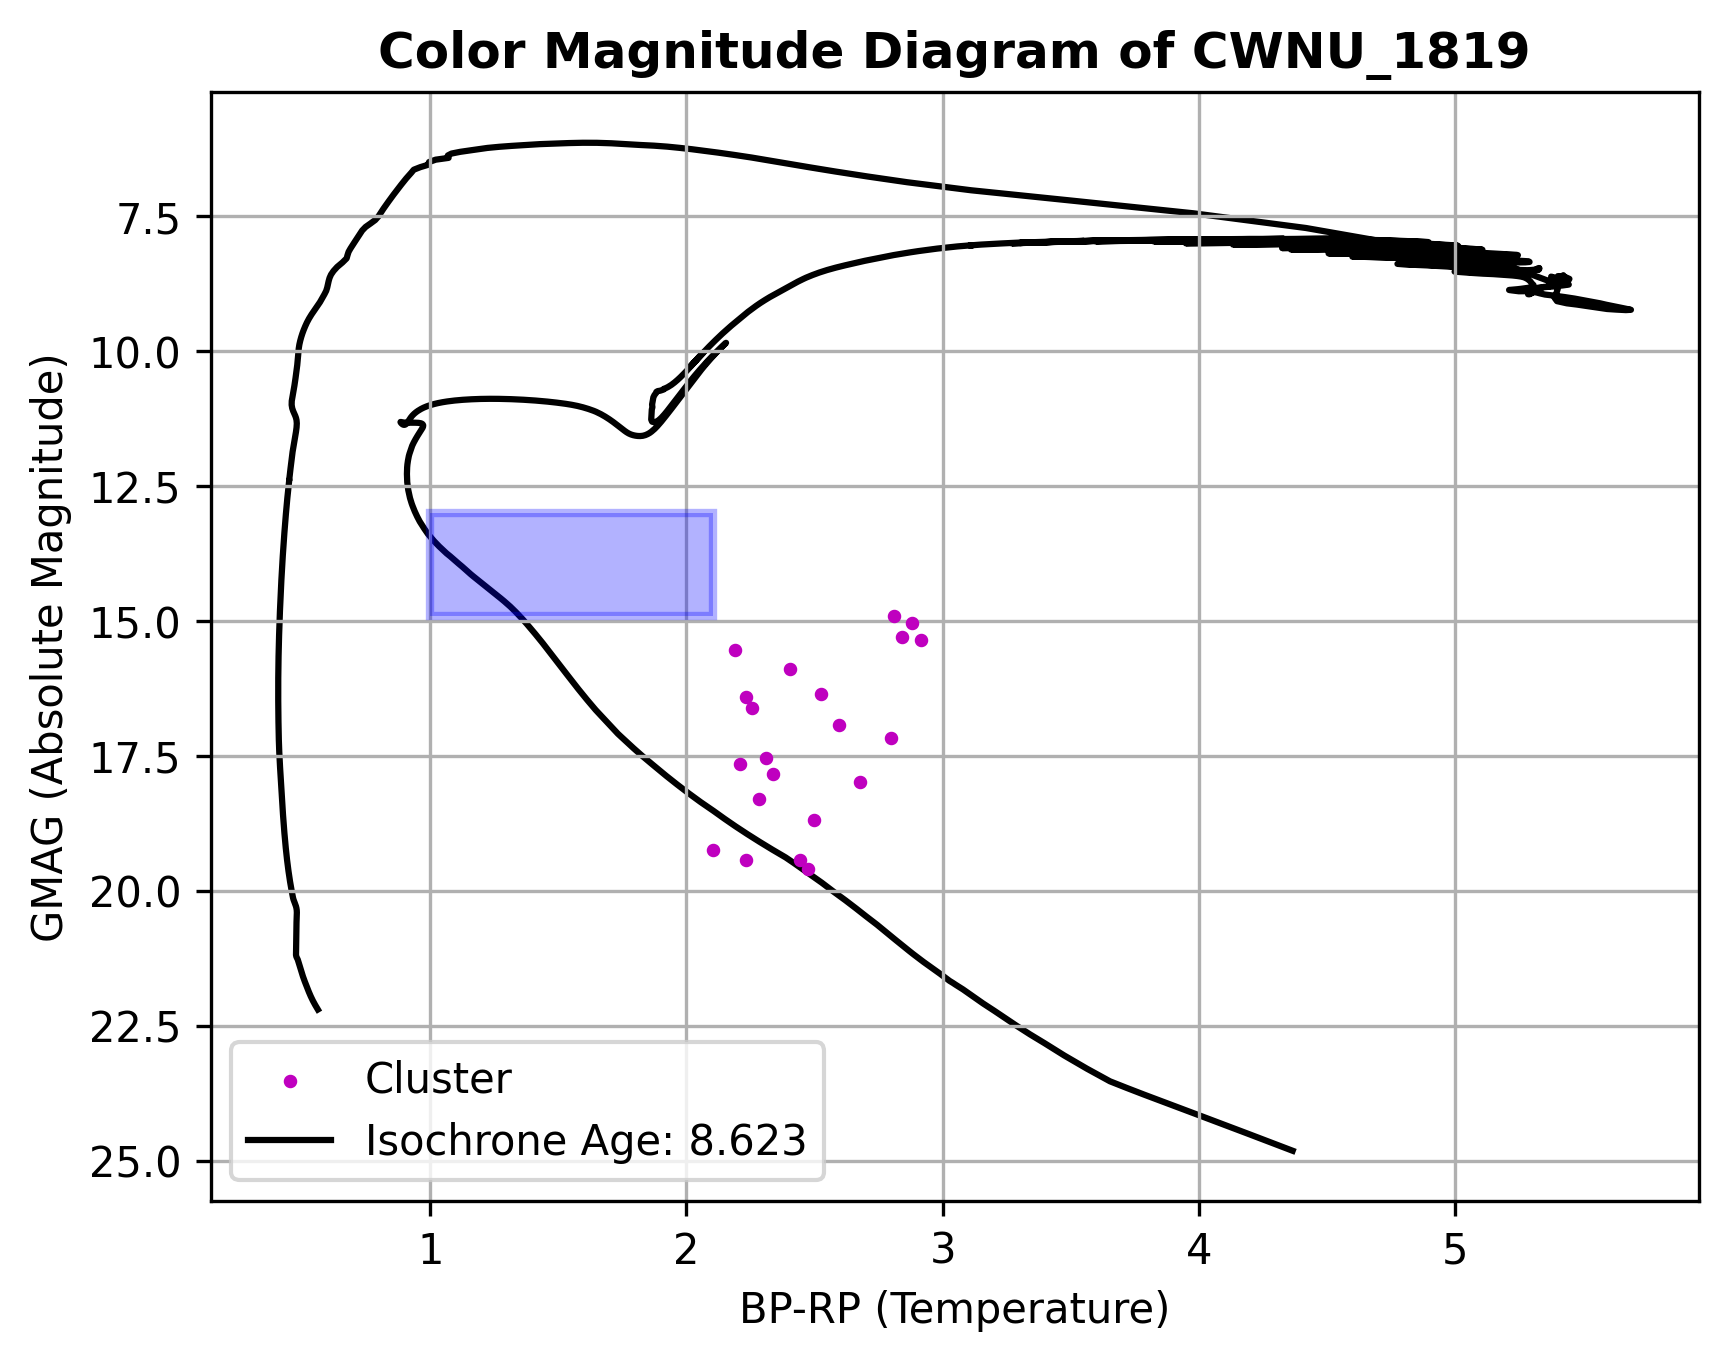 Color Magnitude Diagram of CWNU_1819
GMAG (Absolute Magnitude)
7.5
10.0
12.5
15.0
17.5
20.0
22.5
25.0
Cluster
Isochrone Age: 8.623
1 2 3 4 5
BP-RP (Temperature)